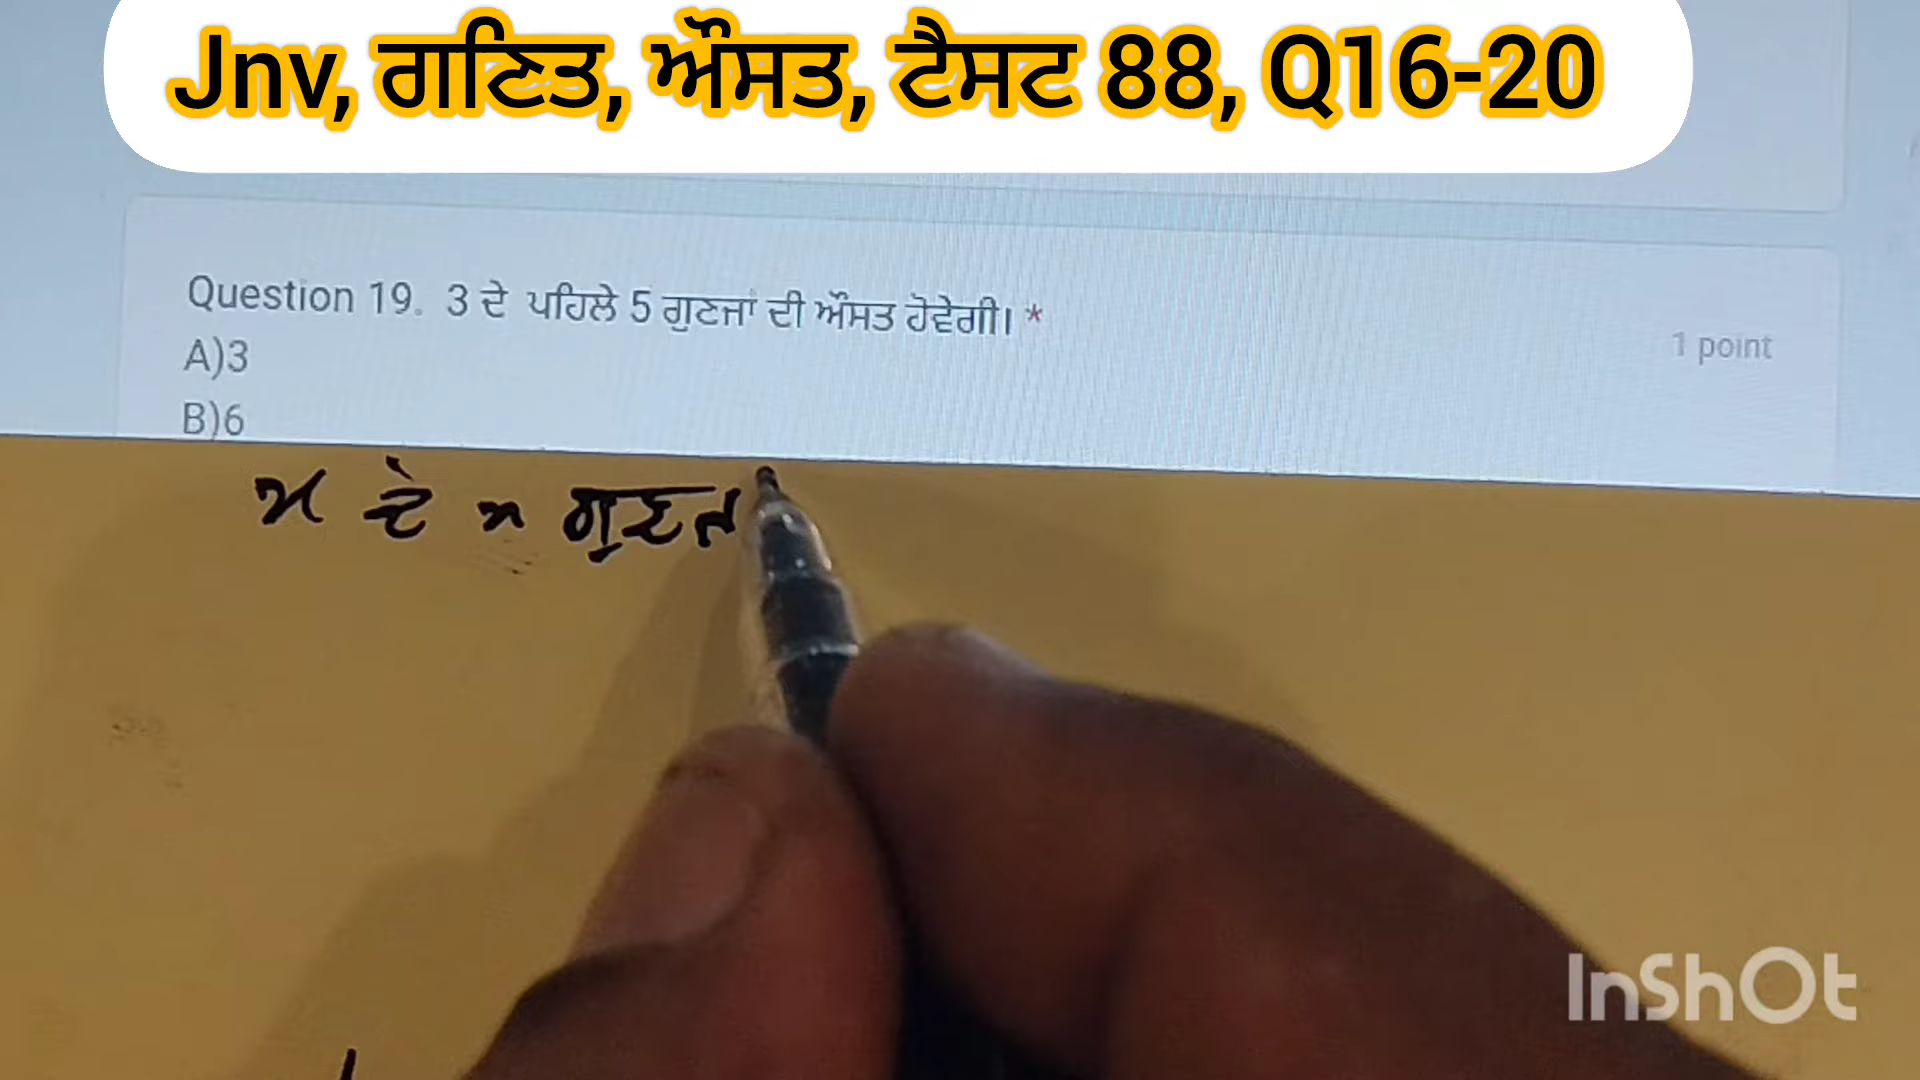 Jnv, ਗਣਿਤ, ਔਸਤ, ਟੈਸਟ 88, Q16-20
Question 19. 3 ਦੇ ਪਹਿਲੇ 5 ਗੁਣਜਾਂ ਦੀ ਔਸਤ ਹੋਵੇਗੀ। *
1 point
A)3
B)6
x ਦੇ n ਗੁਣਜ
InShOt